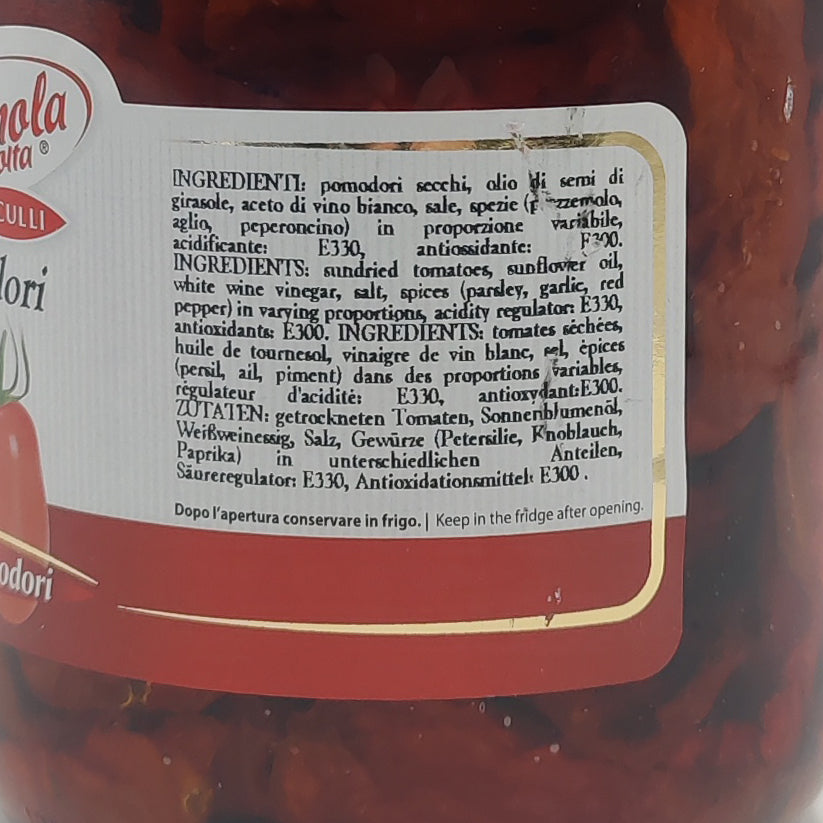 INGREDIENTI: pomodori secchi, olio di semi di
girasole, aceto di vino bianco, sale, spezie
aglio, peperoncino) in proporzione variabile,
acidificante: E330, antiossidante: E300.
INGREDIENTS: sundried tomatoes, sunflower oil,
white wine vinegar, salt, spices (parsley, garlic, red
pepper) in varying proportions, acidity regulator: E330,
antioxidants: E300. INGREDIENTS: tomates séchées,
huile de tournesol, vinaigre de vin blanc, sel, épices
(persil, ail, piment) dans des proportions variables,
régulateur d'acidité: E330, antioxydant:E300.
ZUTATEN: getrockneten Tomaten, Sonnenblumenöl,
Weißweinessig, Salz, Gewürze (Petersilie, Knoblauch,
Paprika) in unterschiedlichen Anteilen,
Säureregulator: E330, Antioxidationsmittel: E300.
Dopo l'apertura conservare in frigo. | Keep in the fridge after opening.